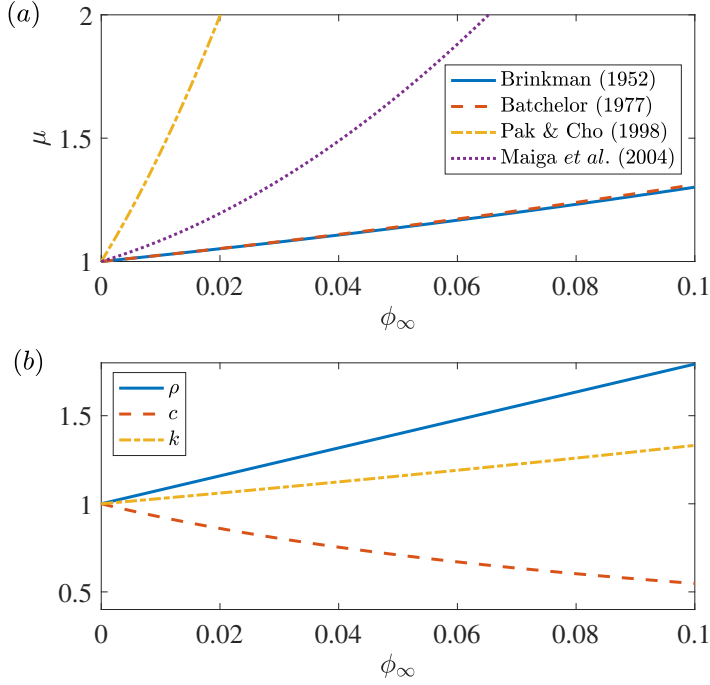 (a)
2
1.5
1
μ
Brinkman (1952)
Batchelor (1977)
Pak & Cho (1998)
Maiga et al. (2004)
0 0.02 0.04 0.06 0.08 0.1
ϕ∞
(b)
1.5
1
0.5
ρ
c
k
0 0.02 0.04 0.06 0.08 0.1
ϕ∞